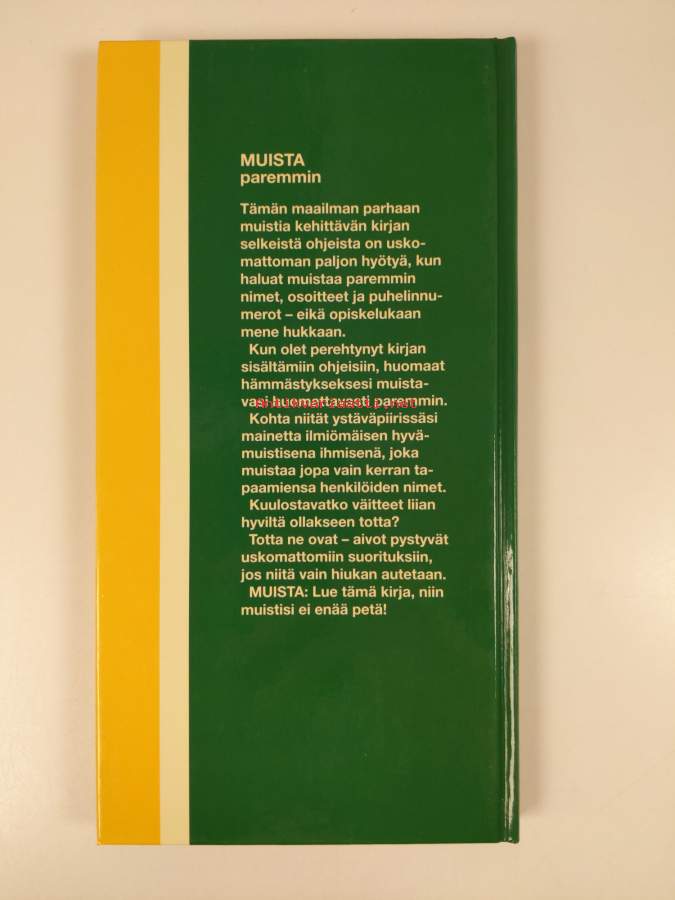 MUISTA
paremmin
Tämän maailman parhaan
muistia kehittävän kirjan
selkeistä ohjeista on usko-
mattoman paljon hyötyä, kun
haluat muistaa paremmin
nimet, osoitteet ja puhelinnu-
merot – eikä opiskelukaan
mene hukkaan.
Kun olet perehtynyt kirjan
sisältämiin ohjeisiin, huomaat
hämmästykseksesi muista-
vasi huomattavasti paremmin.
Antikvariaatti.net
Kohta niität ystäväpiirissäsi
mainetta ilmiömäisen hyvä-
muistisena ihmisenä, joka
muistaa jopa vain kerran ta-
paamiensa henkilöiden nimet.
Kuulostavatko väitteet liian
hyviltä ollakseen totta?
Totta ne ovat – aivot pystyvät
uskomattomiin suorituksiin,
jos niitä vain hiukan autetaan.
MUISTA: Lue tämä kirja, niin
muistisi ei enää petä!